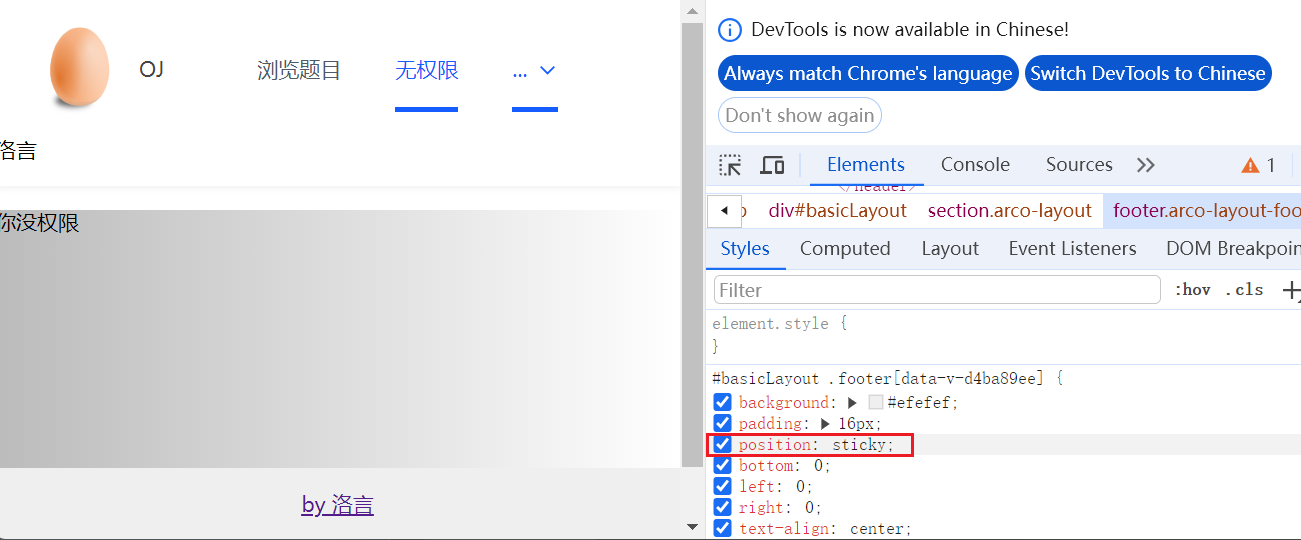 OJ 浏览题目 无权限 ...
洛言
你没权限
by 洛言
DevTools is now available in Chinese!
Always match Chrome's language Switch DevTools to Chinese
Don't show again
Elements Console Sources 1
</header>
div#basicLayout section.arco-layout footer.arco-layout-foo
Styles Computed Layout Event Listeners DOM Breakpoin
Filter :hov .cls
element.style {
}
#basicLayout .footer[data-v-d4ba89ee] {
background: #efefef;
padding: 16px;
position: sticky;
bottom: 0;
left: 0;
right: 0;
text-align: center;